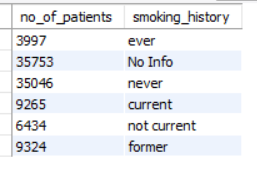 no_of_patients smoking_history
3997 ever
35753 No Info
35046 never
9265 current
6434 not current
9324 former